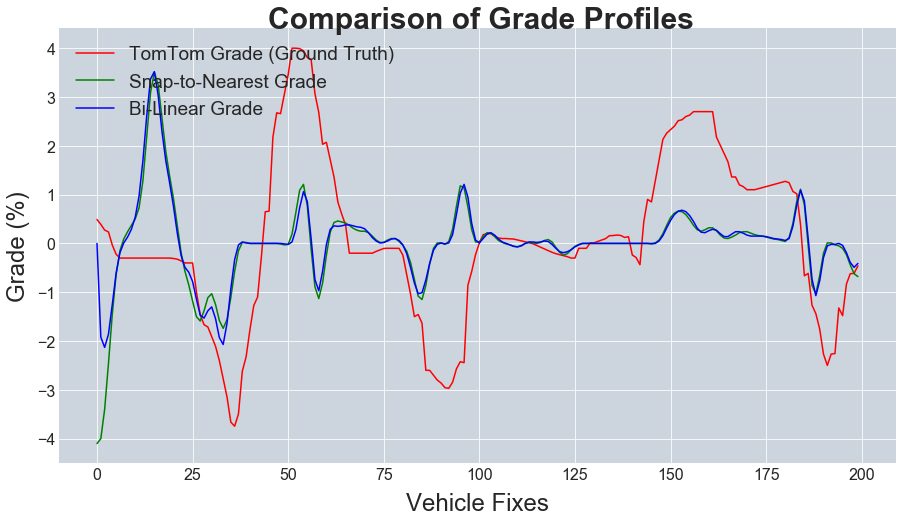 Comparison of Grade Profiles
TomTom Grade (Ground Truth)
Snap-to-Nearest Grade
Bi-Linear Grade
Grade (%)
4
3
2
1
0
−1
−2
−3
−4
0 25 50 75 100 125 150 175 200
Vehicle Fixes